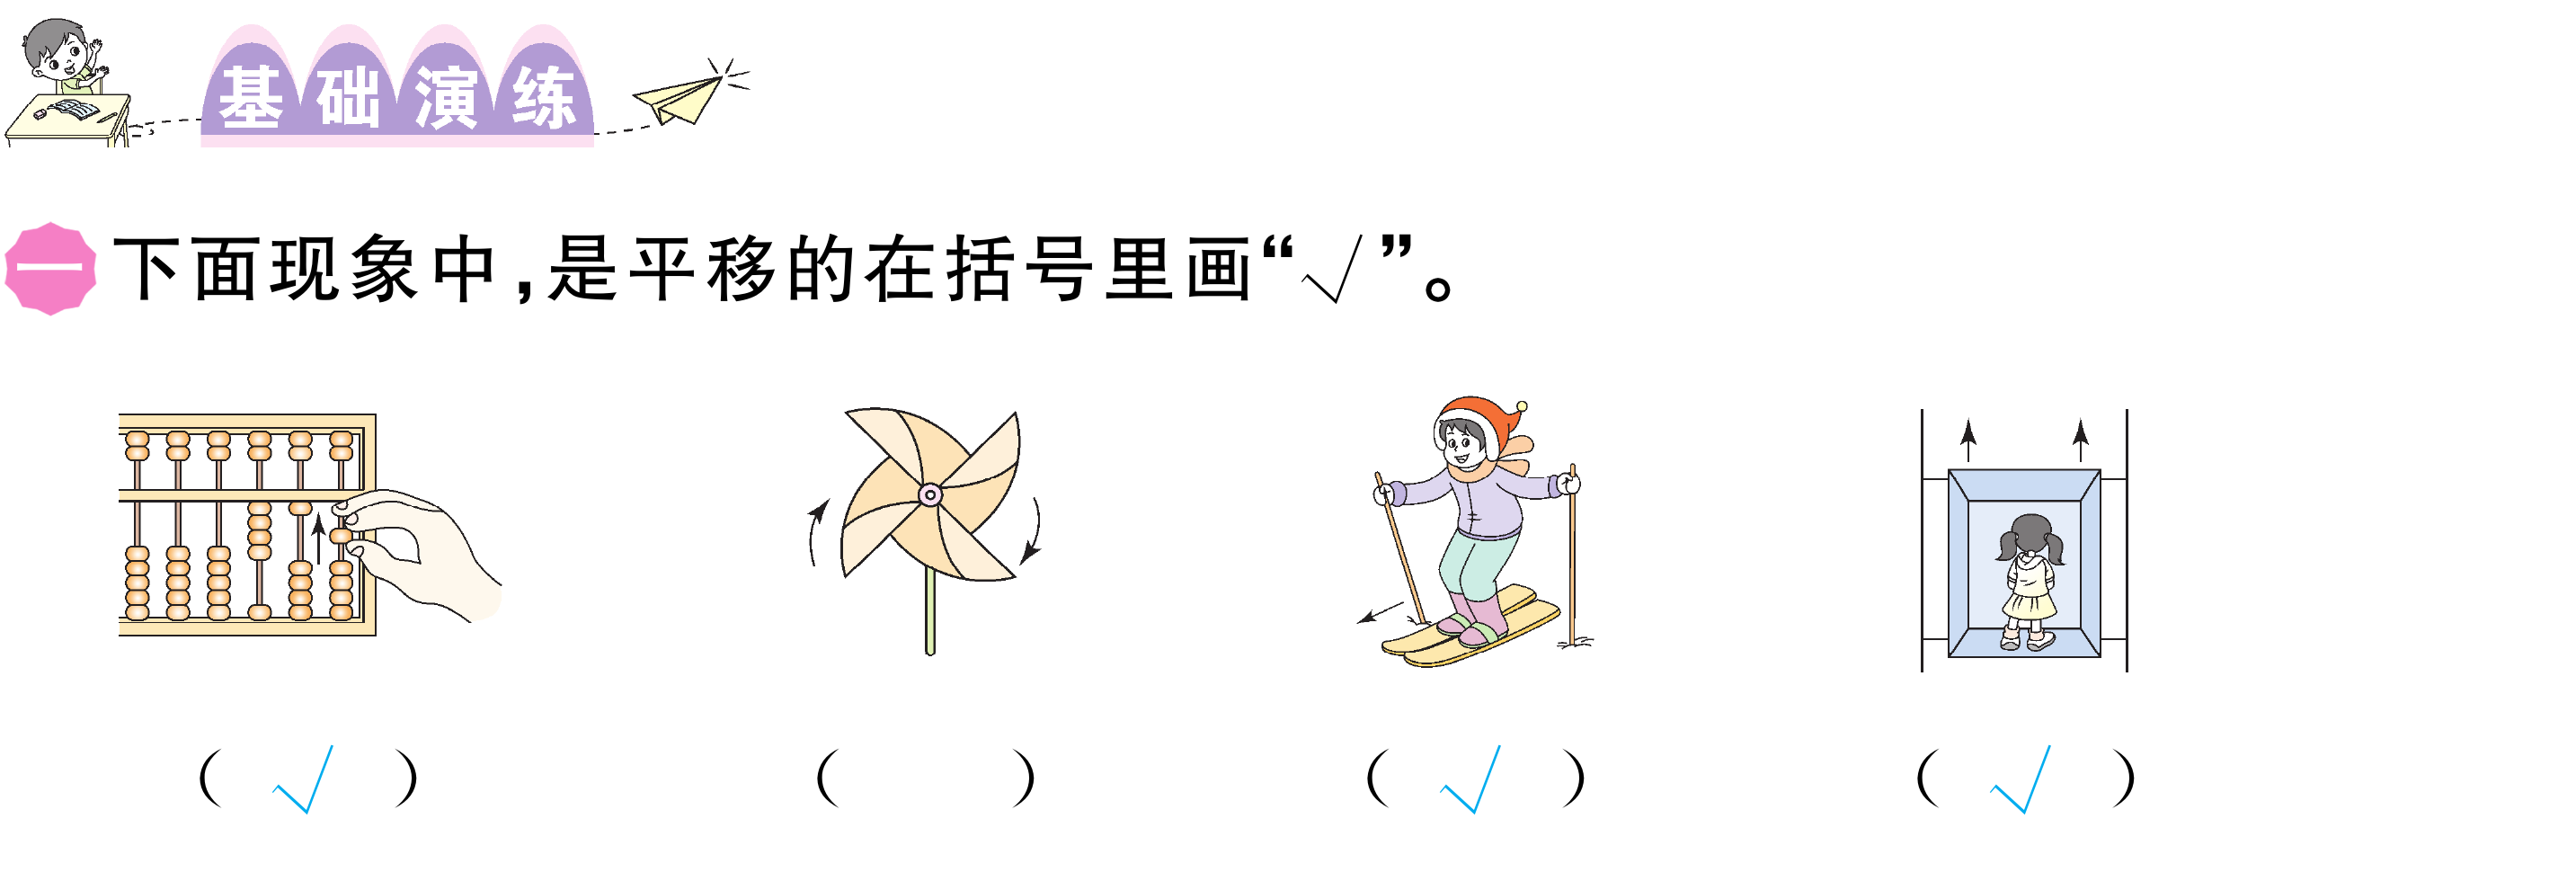 基础演练
一 下面现象中，是平移的在括号里画“√”。
（ √ ） （ ） （ √ ） （ √ ）